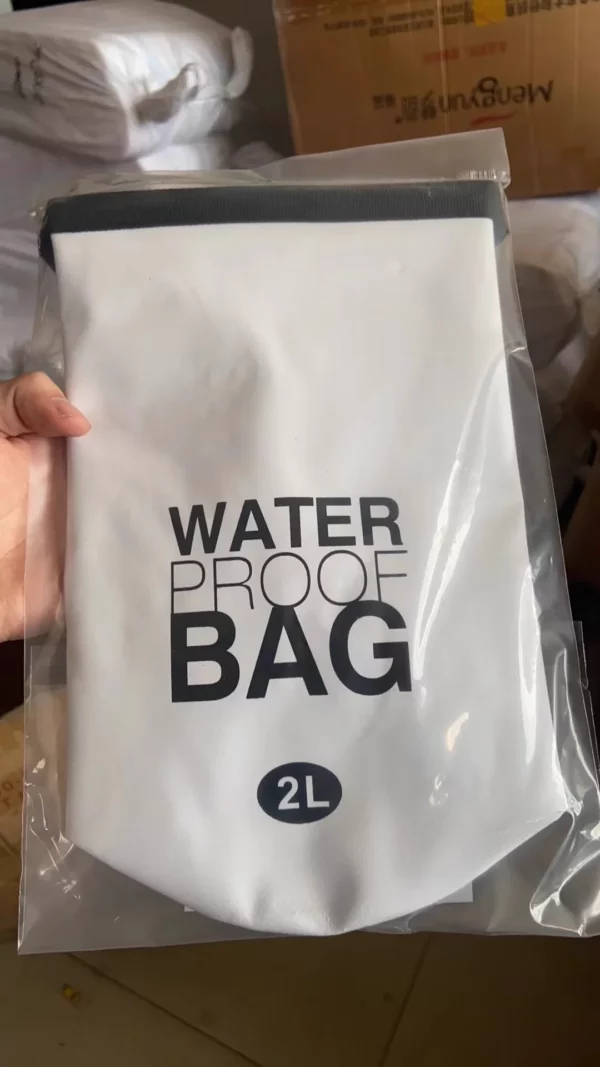 Mengyun
WATER
PROOF
BAG
2L